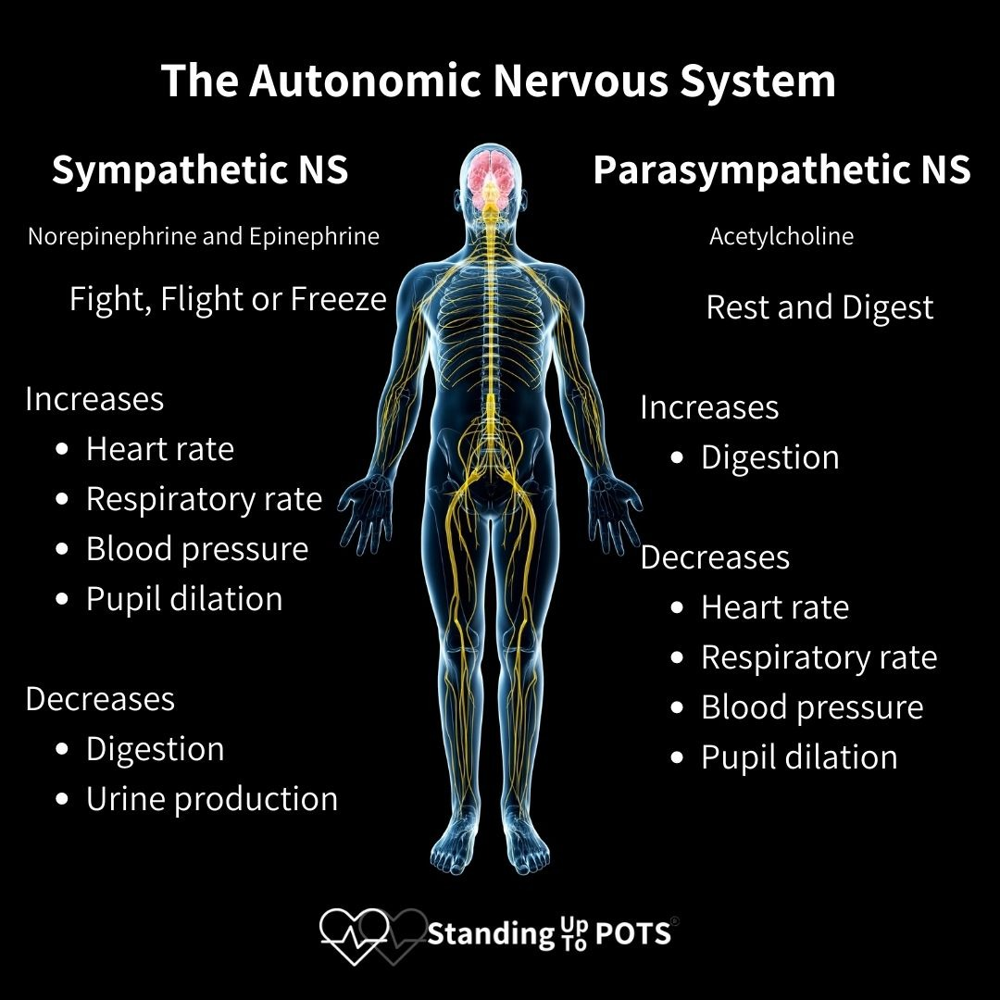 The Autonomic Nervous System
Sympathetic NS
Norepinephrine and Epinephrine
Fight, Flight or Freeze
Increases
• Heart rate
• Respiratory rate
• Blood pressure
• Pupil dilation
Decreases
• Digestion
• Urine production
Parasympathetic NS
Acetylcholine
Rest and Digest
Increases
• Digestion
Decreases
• Heart rate
• Respiratory rate
• Blood pressure
• Pupil dilation
Standing Up To POTS®